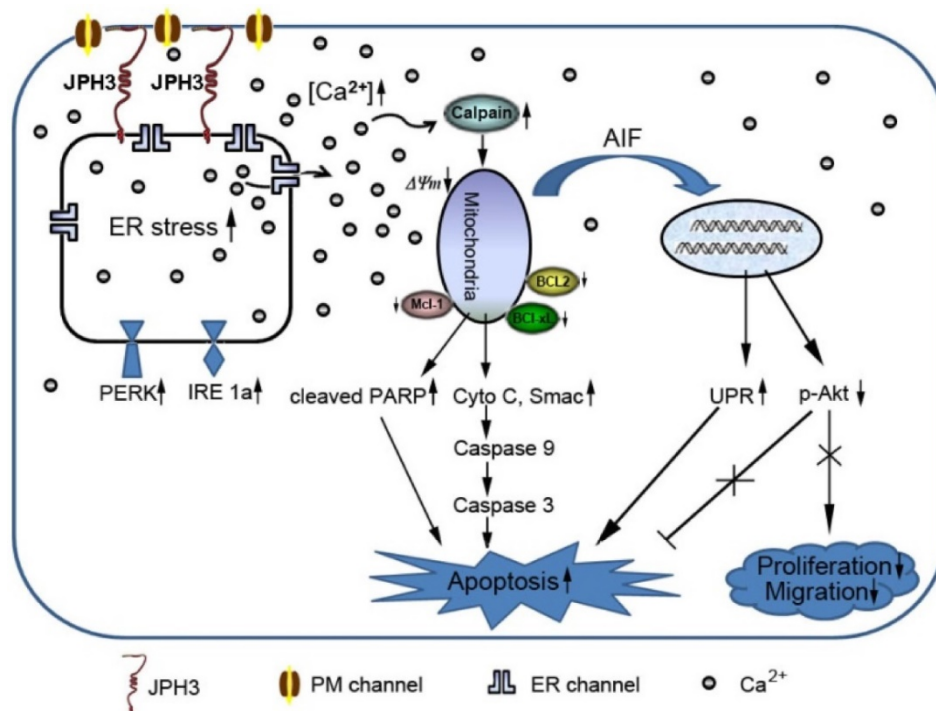 JPH3
JPH3
[Ca²⁺]↑
Calpain ↑
AIF
ΔΨm ↓
Mitochondria
ER stress ↑
BCL2 ↓
↓ Mcl-1
BCl-xL ↓
PERK↑
IRE 1a↑
cleaved PARP↑
Cyto C, Smac↑
UPR↑
p-Akt↓
Caspase 9
Caspase 3
Apoptosis↑
Proliferation↓
Migration↓
JPH3
PM channel
ER channel
Ca²⁺